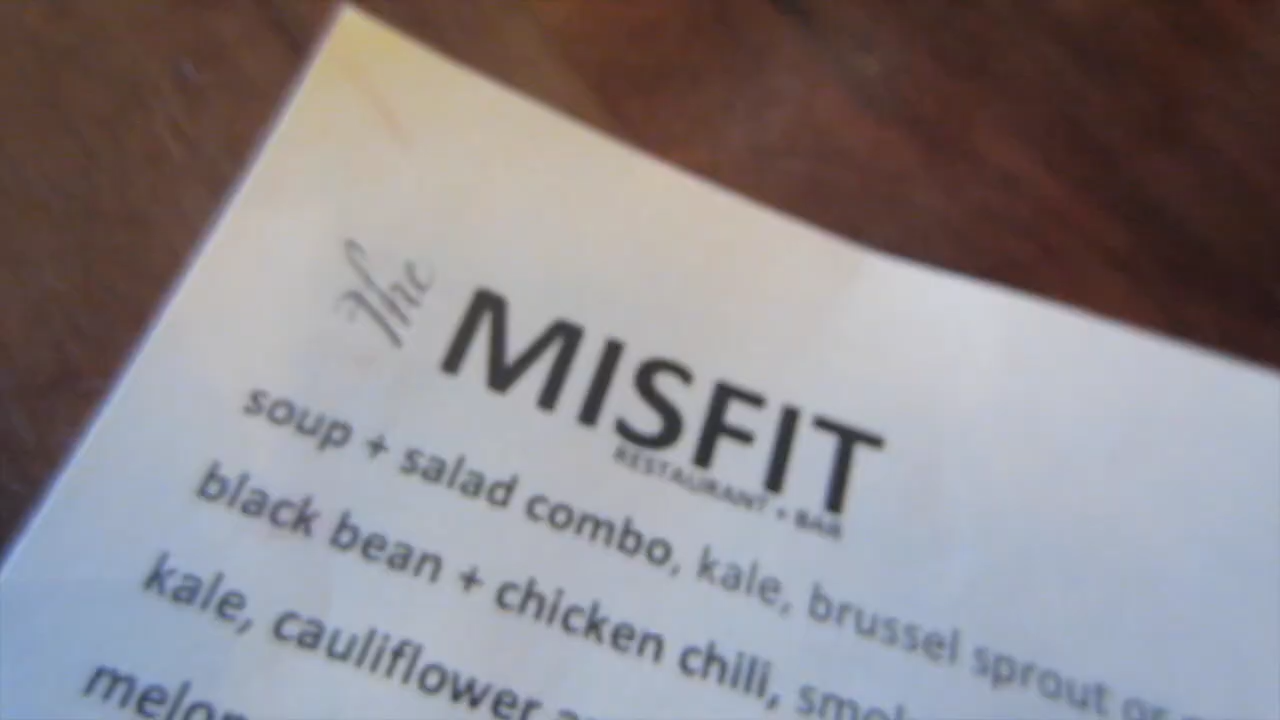 The MISFIT
RESTAURANT + BAR
soup + salad combo, kale, brussel sprout or
black bean + chicken chili,
kale, cauliflower